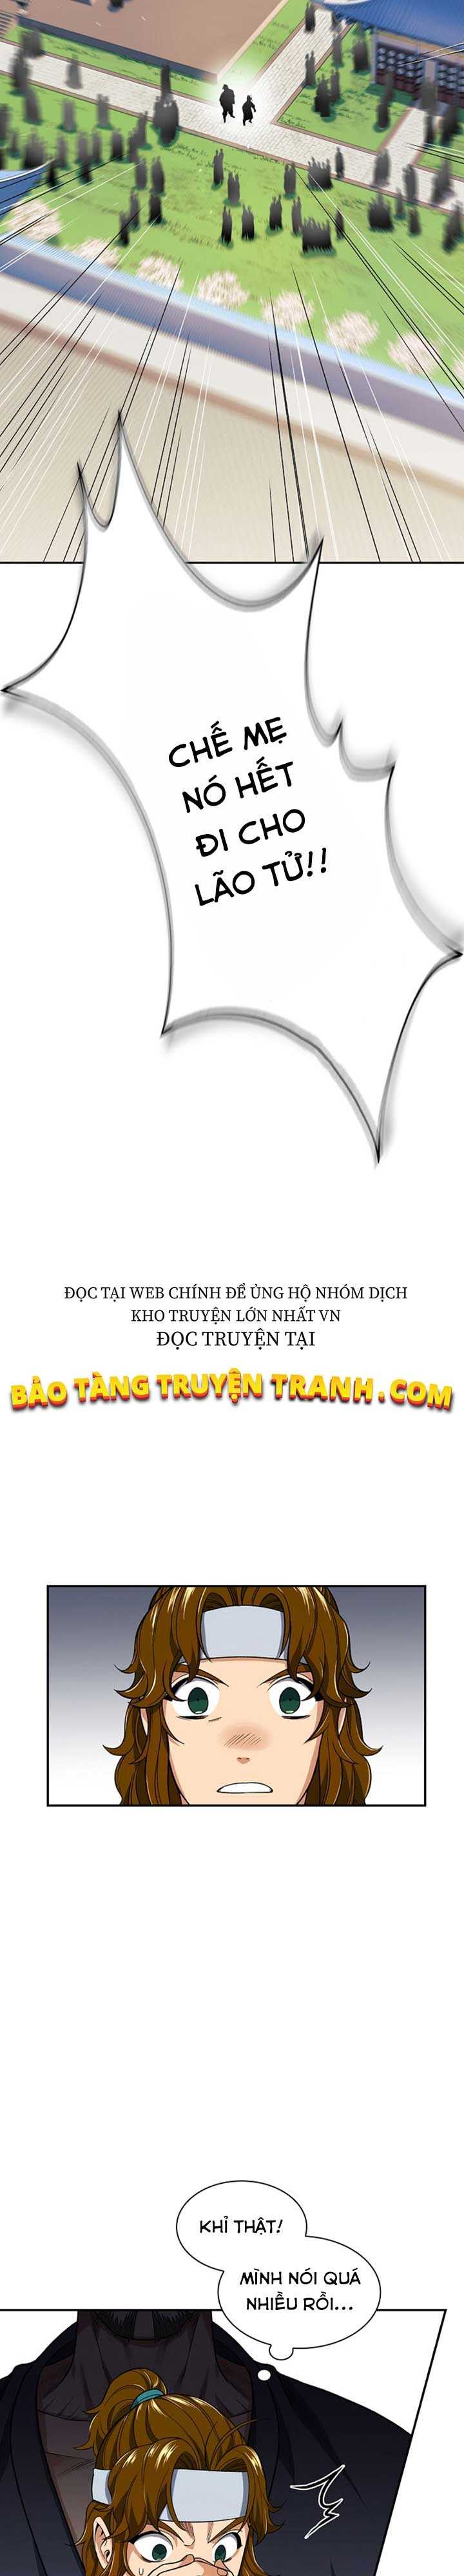 CHẾ MẸ
NÓ HẾT
ĐI CHO
LÃO TỬ!!
ĐỌC TẠI WEB CHÍNH ĐỂ ỦNG HỘ NHÓM DỊCH
KHO TRUYỆN LỚN NHẤT VN
ĐỌC TRUYỆN TẠI
BẢO TÀNG TRUYỆN TRANH.COM
KHỈ THẬT!
MÌNH NÓI QUÁ
NHIỀU RỒI...